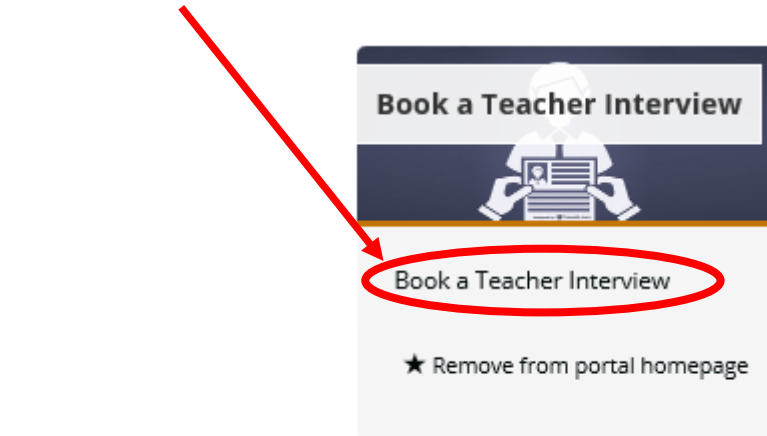 Book a Teacher Interview
Book a Teacher Interview
★ Remove from portal homepage